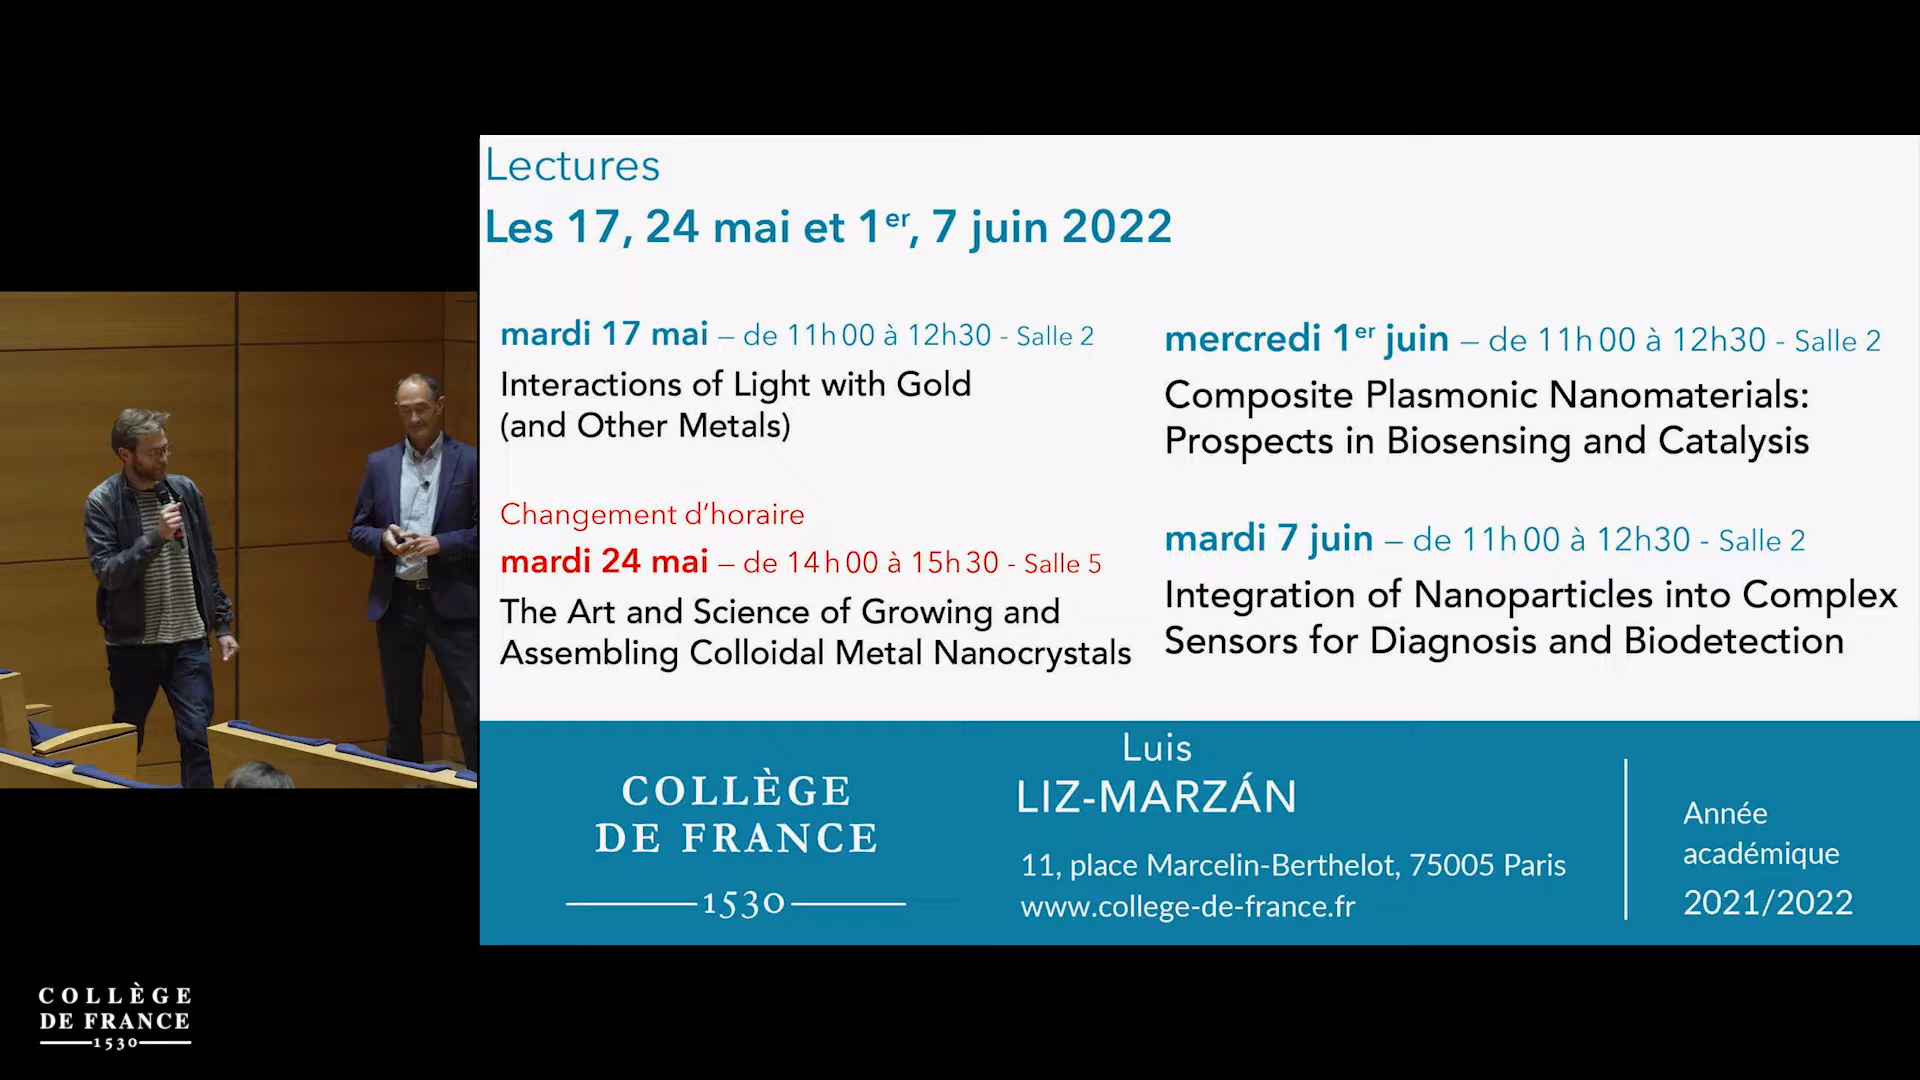 Lectures
Les 17, 24 mai et 1er, 7 juin 2022
mardi 17 mai – de 11h00 à 12h30 - Salle 2
Interactions of Light with Gold
(and Other Metals)
Changement d'horaire
mardi 24 mai – de 14h00 à 15h30 - Salle 5
The Art and Science of Growing and
Assembling Colloidal Metal Nanocrystals
mercredi 1er juin – de 11h00 à 12h30 - Salle 2
Composite Plasmonic Nanomaterials:
Prospects in Biosensing and Catalysis
mardi 7 juin – de 11h00 à 12h30 - Salle 2
Integration of Nanoparticles into Complex
Sensors for Diagnosis and Biodetection
COLLÈGE
DE FRANCE
1530
Luis
LIZ-MARZÁN
11, place Marcelin-Berthelot, 75005 Paris
www.college-de-france.fr
Année
académique
2021/2022
COLLÈGE
DE FRANCE
1530